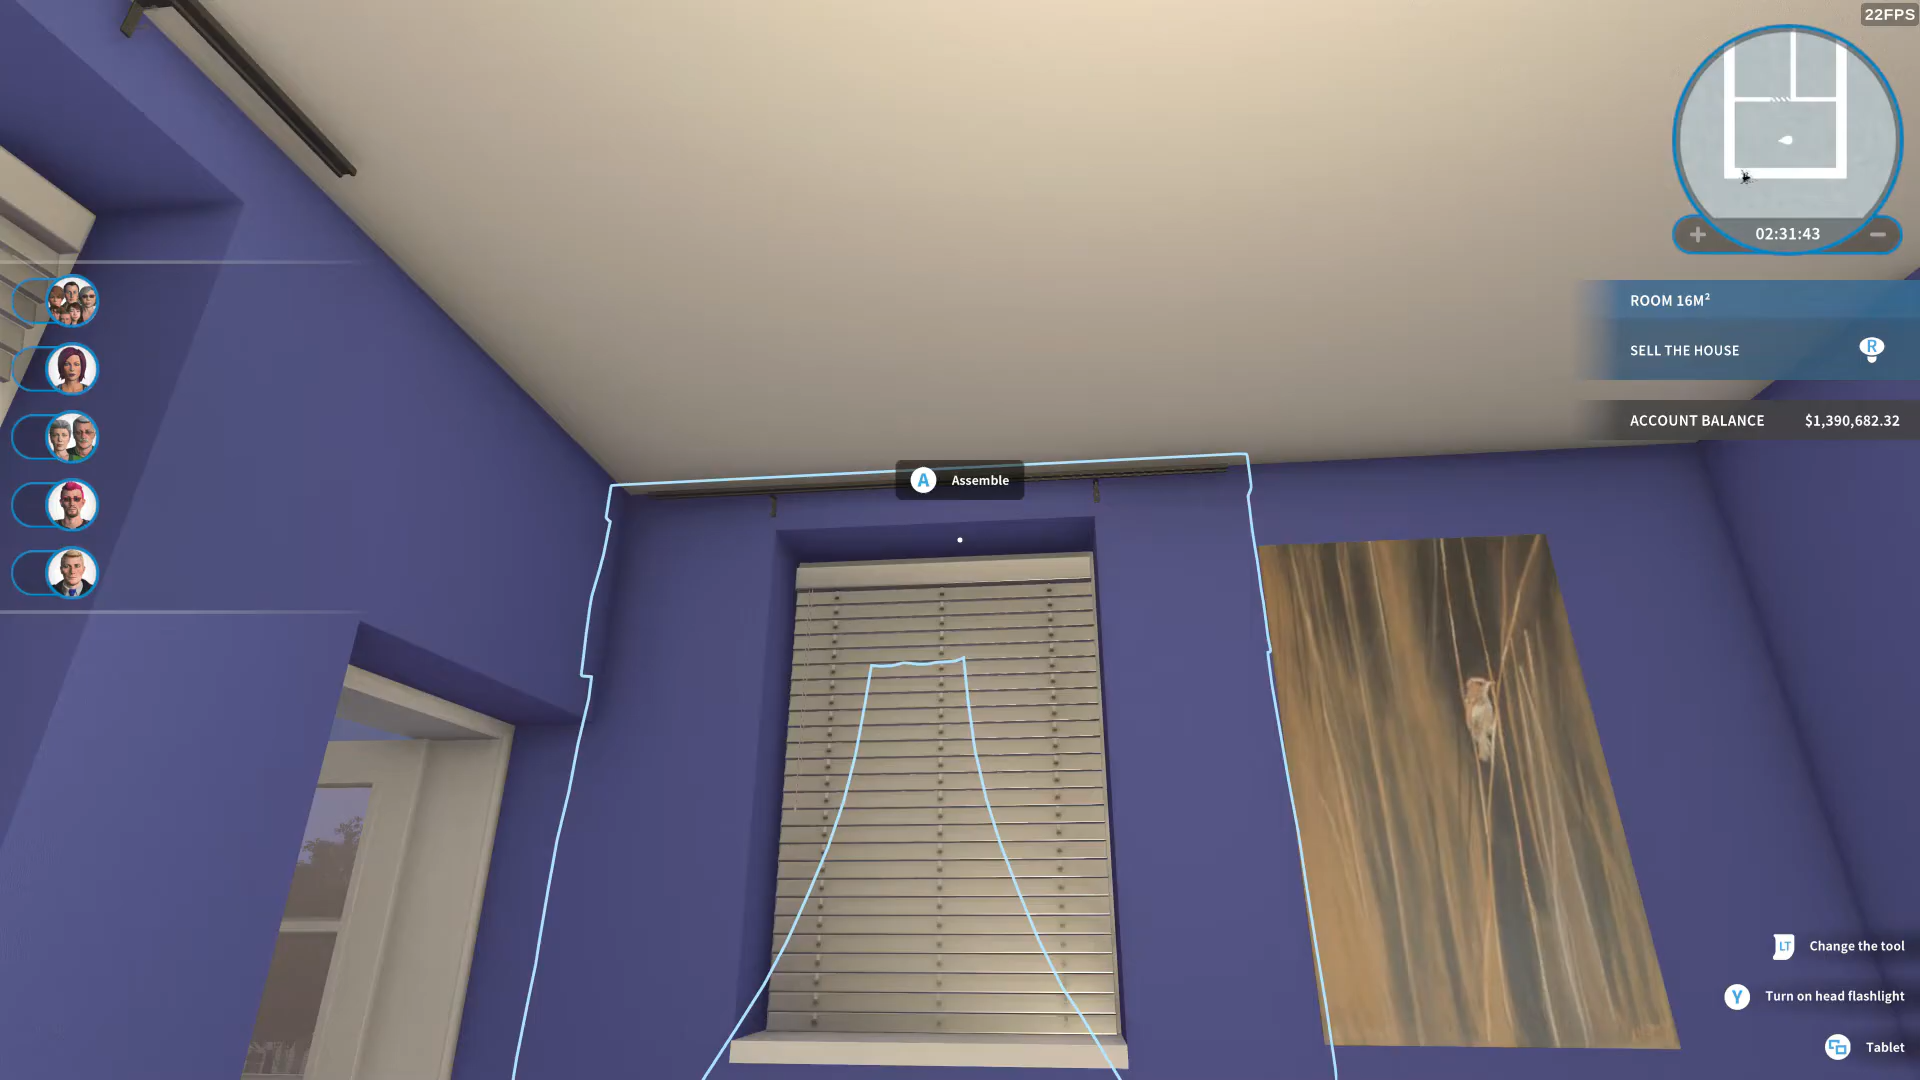 22FPS
02:31:43
ROOM 16M²
SELL THE HOUSE R
ACCOUNT BALANCE $1,390,682.32
A Assemble
LT Change the tool
Y Turn on head flashlight
Tablet